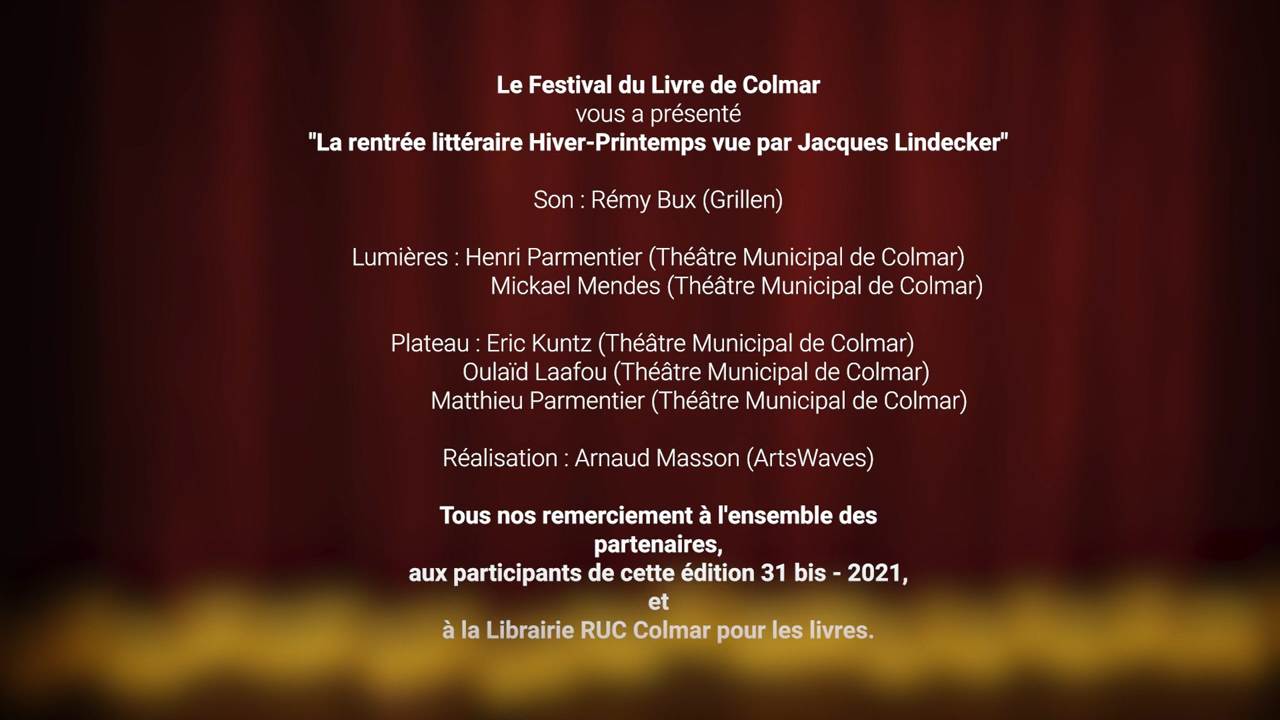 Le Festival du Livre de Colmar
vous a présenté
"La rentrée littéraire Hiver-Printemps vue par Jacques Lindecker"
Son : Rémy Bux (Grillen)
Lumières : Henri Parmentier (Théâtre Municipal de Colmar)
Mickael Mendes (Théâtre Municipal de Colmar)
Plateau : Eric Kuntz (Théâtre Municipal de Colmar)
Oulaïd Laafou (Théâtre Municipal de Colmar)
Matthieu Parmentier (Théâtre Municipal de Colmar)
Réalisation : Arnaud Masson (ArtsWaves)
Tous nos remerciement à l'ensemble des
partenaires,
aux participants de cette édition 31 bis - 2021,
et
à la Librairie RUC Colmar pour les livres.